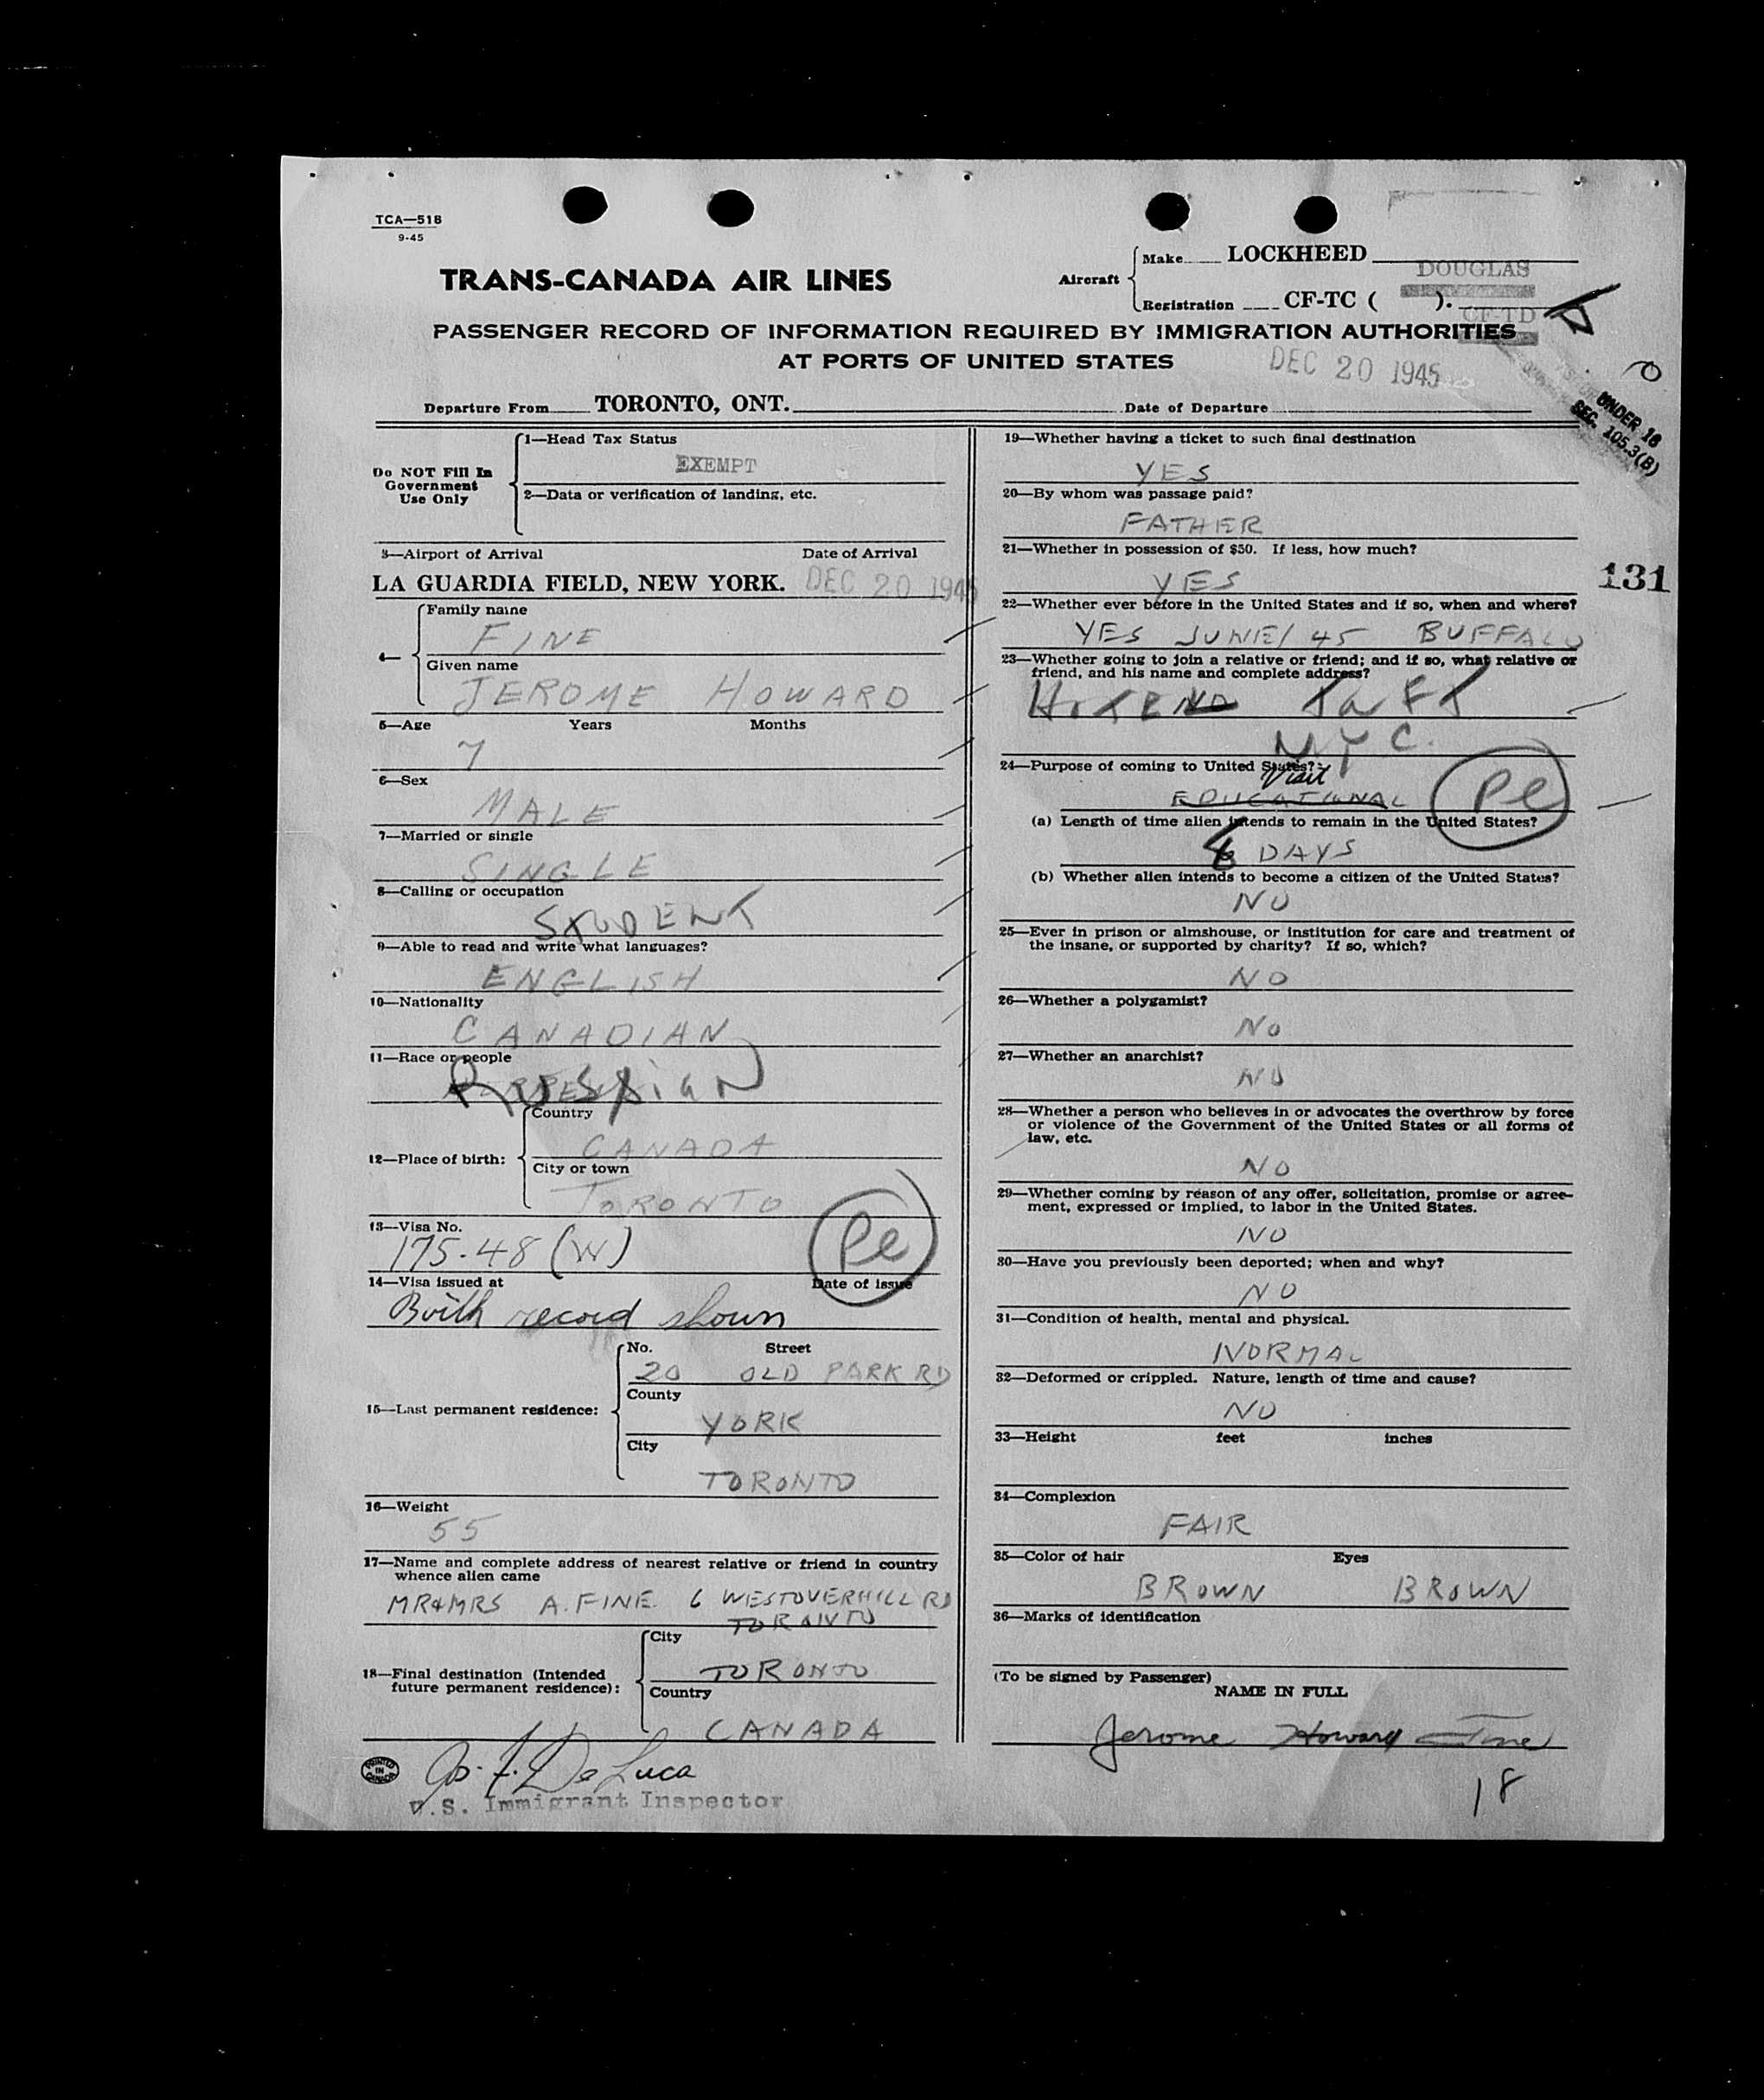 TCA—518
9-45
TRANS-CANADA AIR LINES
Aircraft
Make LOCKHEED
DOUGLAS
Registration CF-TC ( ).
CF-TD
PASSENGER RECORD OF INFORMATION REQUIRED BY IMMIGRATION AUTHORITIES
AT PORTS OF UNITED STATES
DEC 20 1945
UNDER 16
SEC. 105.3(B)
Departure From TORONTO, ONT. Date of Departure
Do NOT Fill In
Government
Use Only
1—Head Tax Status
EXEMPT
2—Data or verification of landing, etc.
3—Airport of Arrival Date of Arrival
LA GUARDIA FIELD, NEW YORK. DEC 20 1945
4—
Family name
FINE
Given name
JEROME HOWARD
5—Age Years Months
7
6—Sex
MALE
7—Married or single
SINGLE
8—Calling or occupation
STUDENT
9—Able to read and write what languages?
ENGLISH
10—Nationality
CANADIAN
11—Race or people
RUSSIAN
12—Place of birth:
Country
CANADA
City or town
TORONTO
13—Visa No.
175.48 (W)
Pe
14—Visa issued at Date of issue
Birth record shown
15—Last permanent residence:
No. Street
20 OLD PARK RD
County
YORK
City
TORONTO
16—Weight
55
17—Name and complete address of nearest relative or friend in country
whence alien came
MR & MRS A. FINE. 6 WESTOVERHILL RD
TORONTO
18—Final destination (Intended
future permanent residence):
City
TORONTO
Country
CANADA
PRINTED
IN
CANADA
De Luca
U.S. Immigrant Inspector
19—Whether having a ticket to such final destination
YES
20—By whom was passage paid?
FATHER
21—Whether in possession of $50. If less, how much?
YES
131
22—Whether ever before in the United States and if so, when and where?
YES JUNE/45 BUFFALO
23—Whether going to join a relative or friend; and if so, what relative or
friend, and his name and complete address?
Taft
NYC.
24—Purpose of coming to United States?
Visit
EDUCATIONAL
Pe
(a) Length of time alien intends to remain in the United States?
DAYS
(b) Whether alien intends to become a citizen of the United States?
NO
25—Ever in prison or almshouse, or institution for care and treatment of
the insane, or supported by charity? If so, which?
NO
26—Whether a polygamist?
NO
27—Whether an anarchist?
NO
28—Whether a person who believes in or advocates the overthrow by force
or violence of the Government of the United States or all forms of
law, etc.
NO
29—Whether coming by reason of any offer, solicitation, promise or agree-
ment, expressed or implied, to labor in the United States.
NO
30—Have you previously been deported; when and why?
NO
31—Condition of health, mental and physical.
NORMAL
32—Deformed or crippled. Nature, length of time and cause?
NO
33—Height feet inches
34—Complexion
FAIR
35—Color of hair Eyes
BROWN BROWN
36—Marks of identification
(To be signed by Passenger)
NAME IN FULL
Jerome Howard Fine
18